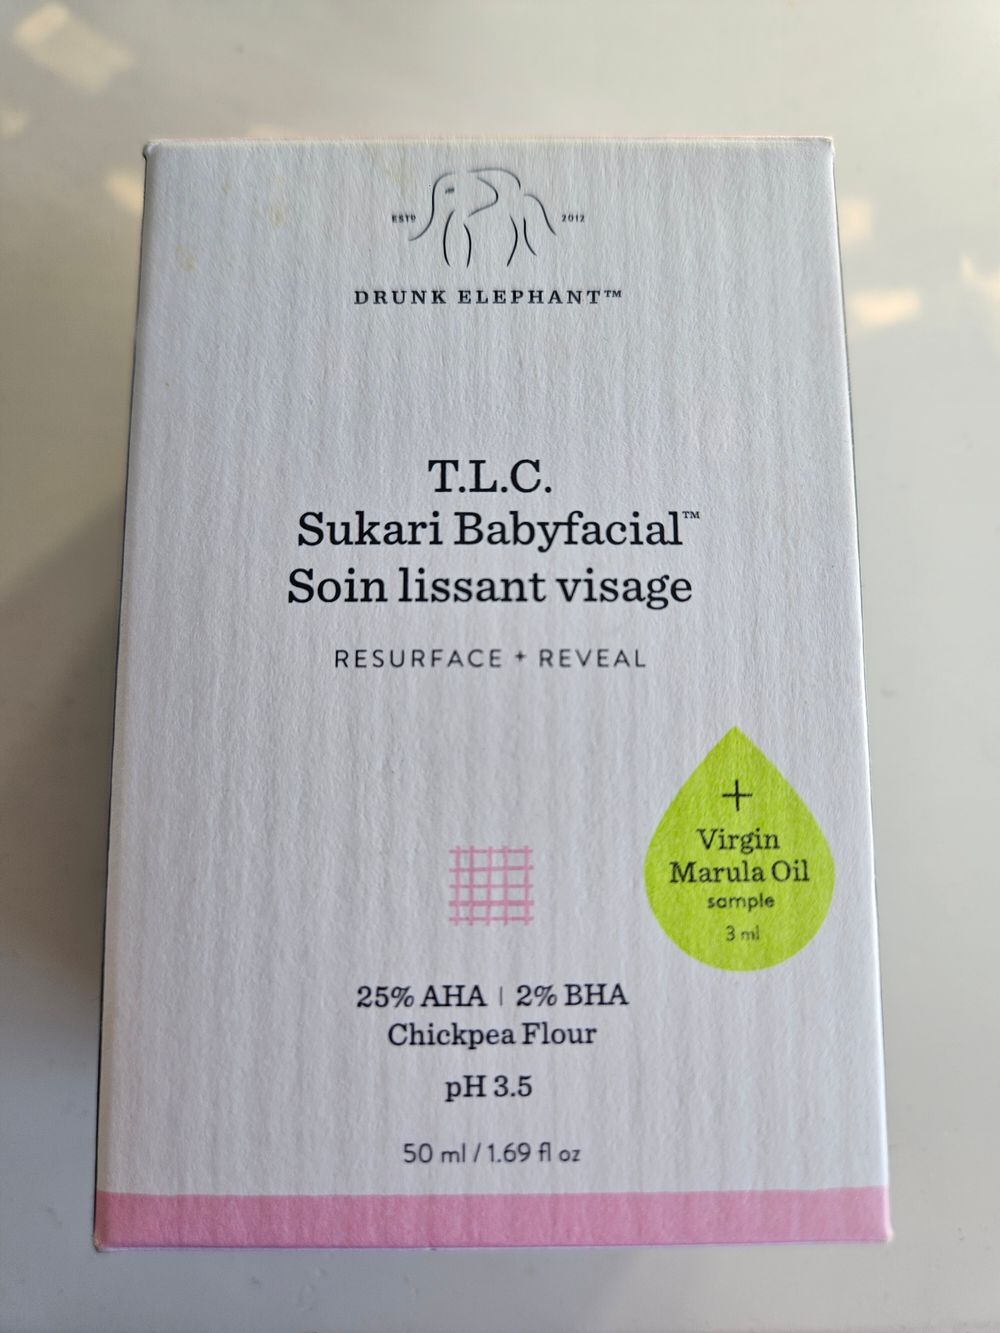 ESTD 2012
DRUNK ELEPHANT™
T.L.C.
Sukari Babyfacial™
Soin lissant visage
RESURFACE + REVEAL
+
Virgin
Marula Oil
sample
3 ml
25% AHA | 2% BHA
Chickpea Flour
pH 3.5
50 ml / 1.69 fl oz